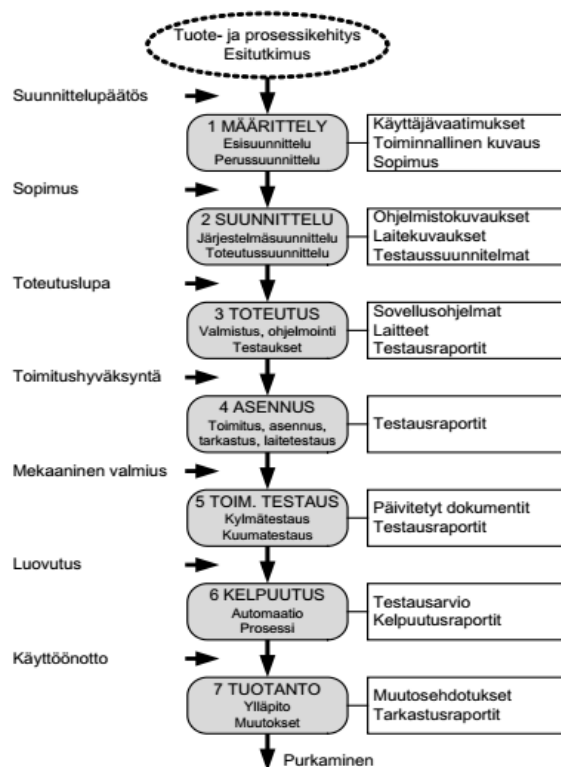 Tuote- ja prosessikehitys
Esitutkimus
Suunnittelupäätös
1 MÄÄRITTELY
Esisuunnittelu
Perussuunnittelu
Käyttäjävaatimukset
Toiminnallinen kuvaus
Sopimus
Sopimus
2 SUUNNITTELU
Järjestelmäsuunnittelu
Toteutussuunnittelu
Ohjelmistokuvaukset
Laitekuvaukset
Testaussuunnitelmat
Toteutuslupa
3 TOTEUTUS
Valmistus, ohjelmointi
Testaukset
Sovellusohjelmat
Laitteet
Testausraportit
Toimitushyväksyntä
4 ASENNUS
Toimitus, asennus,
tarkastus, laitetestaus
Testausraportit
Mekaaninen valmius
5 TOIM. TESTAUS
Kylmätestaus
Kuumatestaus
Päivitetyt dokumentit
Testausraportit
Luovutus
6 KELPUUTUS
Automaatio
Prosessi
Testausarvio
Kelpuutusraportit
Käyttöönotto
7 TUOTANTO
Ylläpito
Muutokset
Muutosehdotukset
Tarkastusraportit
Purkaminen